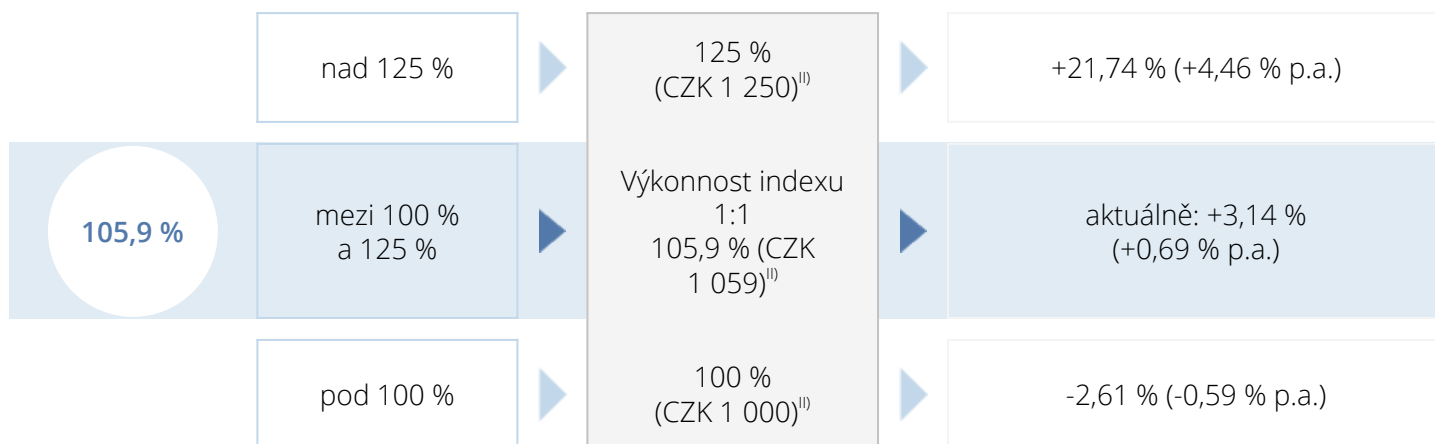 nad 125 %
125 %
(CZK 1 250)II)
+21,74 % (+4,46 % p.a.)
105,9 %
mezi 100 %
a 125 %
Výkonnost indexu
1:1
105,9 % (CZK
1 059)II)
aktuálně: +3,14 %
(+0,69 % p.a.)
pod 100 %
100 %
(CZK 1 000)II)
-2,61 % (-0,59 % p.a.)